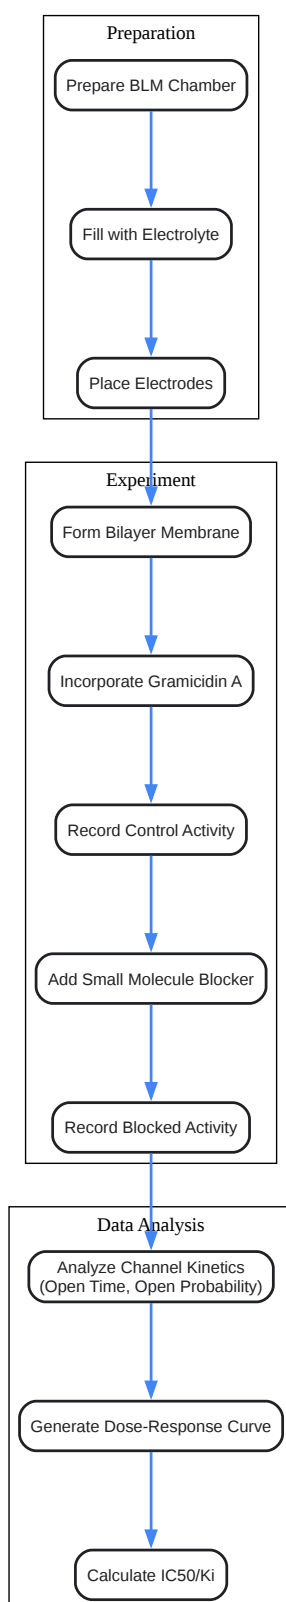 Preparation
Prepare BLM Chamber
Fill with Electrolyte
Place Electrodes
Experiment
Form Bilayer Membrane
Incorporate Gramicidin A
Record Control Activity
Add Small Molecule Blocker
Record Blocked Activity
Data Analysis
Analyze Channel Kinetics
(Open Time, Open Probability)
Generate Dose-Response Curve
Calculate IC50/Ki